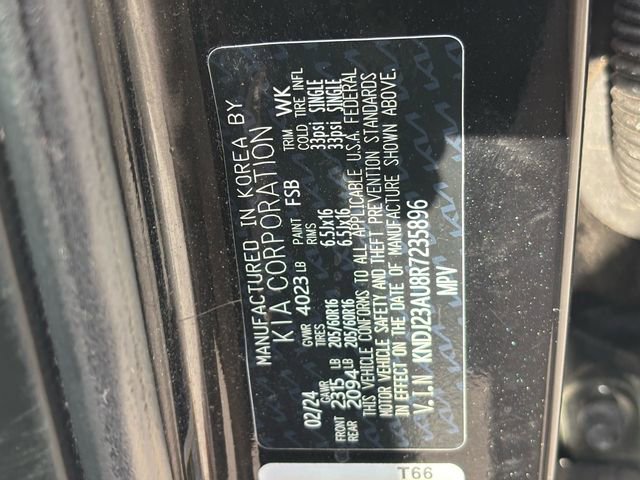 MANUFACTURED IN KOREA BY
KIA CORPORATION
02/24 GVWR 4023 LB PAINT FSB TRIM WK
GAWR TIRES RIMS COLD TIRE INFL
FRONT 2315 LB 205/60R16 6.5Jx16 33psi SINGLE
REAR 2094 LB 205/60R16 6.5Jx16 33psi SINGLE
THIS VEHICLE CONFORMS TO ALL APPLICABLE U.S.A. FEDERAL
MOTOR VEHICLE SAFETY AND THEFT PREVENTION STANDARDS
IN EFFECT ON THE DATE OF MANUFACTURE SHOWN ABOVE.
V.I.N KNDJ23AU8R7235896
MPV
T66